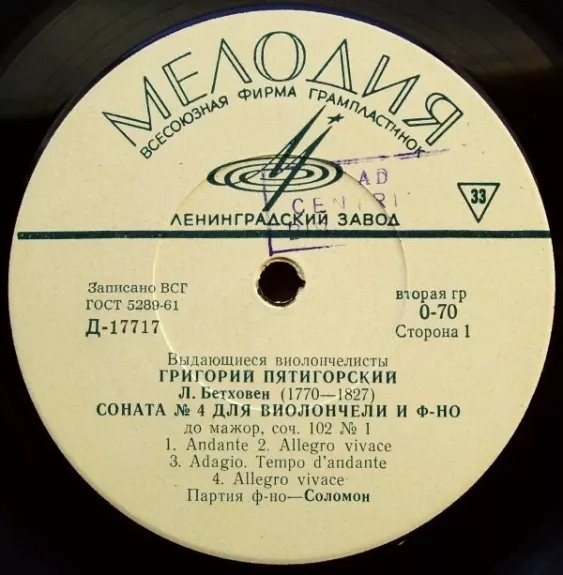 МЕЛОДИЯ
ВСЕСОЮЗНАЯ ФИРМА ГРАМПЛАСТИНОК
AD
CENTRI
ЛЕНИНГРАДСКИЙ ЗАВОД
33
Записано ВСГ
ГОСТ 5289-61
Д-17717
вторая гр
0-70
Сторона 1
Выдающиеся виолончелисты
ГРИГОРИЙ ПЯТИГОРСКИЙ
Л. Бетховен (1770—1827)
СОНАТА № 4 ДЛЯ ВИОЛОНЧЕЛИ И Ф-НО
до мажор, соч. 102 № 1
1. Andante 2. Allegro vivace
3. Adagio. Tempo d'andante
4. Allegro vivace
Партия ф-но—Соломон